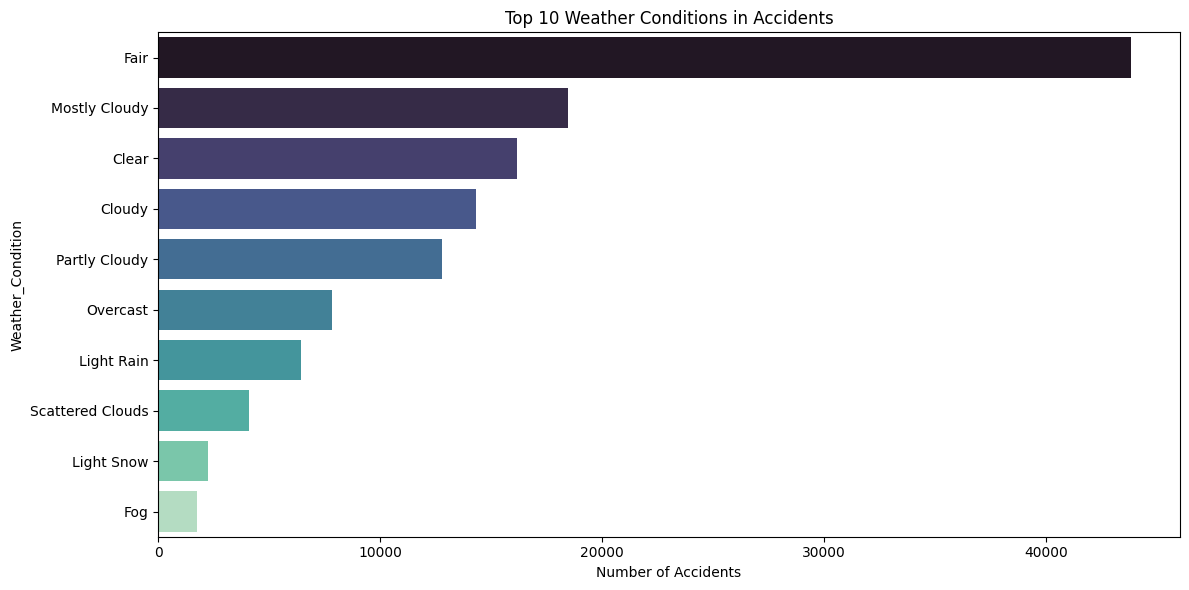 Top 10 Weather Conditions in Accidents
Weather_Condition
Fair
Mostly Cloudy
Clear
Cloudy
Partly Cloudy
Overcast
Light Rain
Scattered Clouds
Light Snow
Fog
0 10000 20000 30000 40000
Number of Accidents